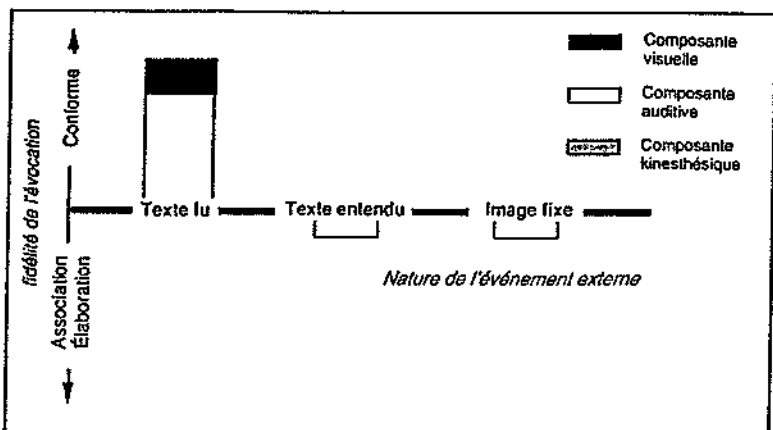 Composante
visuelle
Composante
auditive
Composante
kinesthésique
fidélité de l'évocation
Conforme
Association
Élaboration
Texte lu
Texte entendu
Image fixe
Nature de l'événement externe